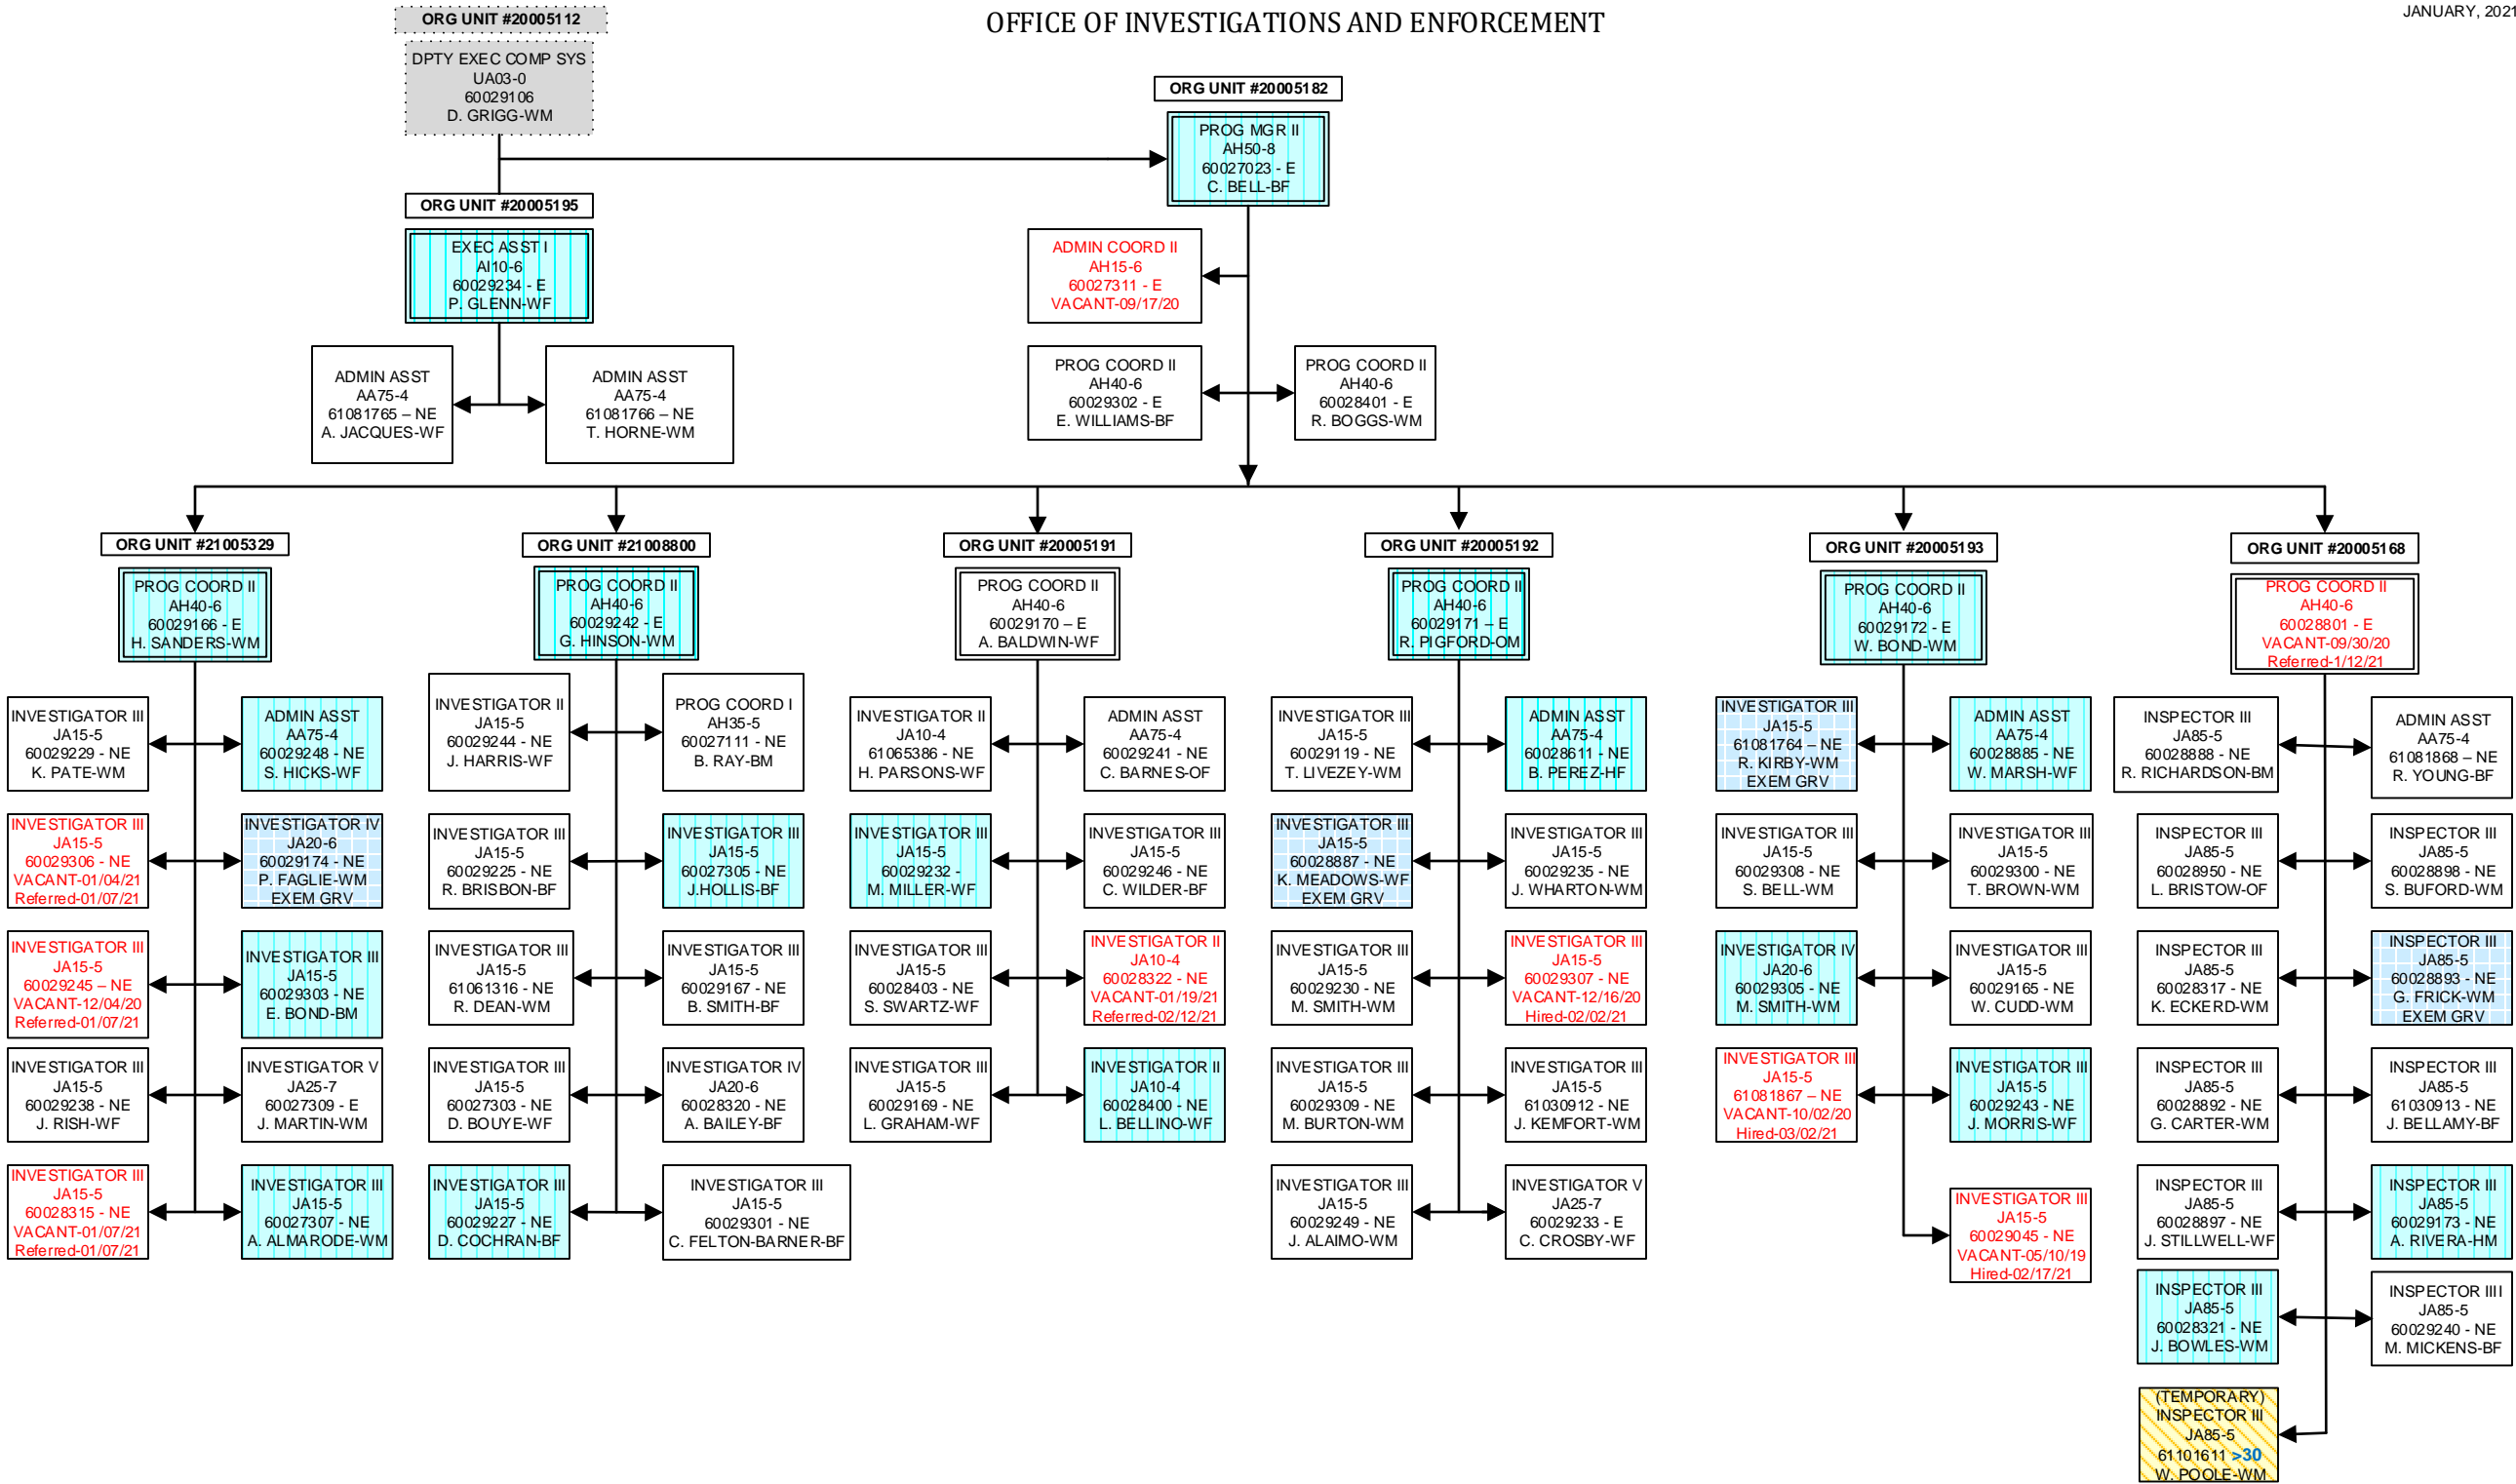 OFFICE OF INVESTIGATIONS AND ENFORCEMENT
JANUARY, 2021
ORG UNIT #20005112
DPTY EXEC COMP SYS
UA03-0
60029106
D. GRIGG-WM
ORG UNIT #20005182
PROG MGR II
AH50-8
60027023 - E
C. BELL-BF
ORG UNIT #20005195
EXEC ASST I
AI10-6
60029234 - E
P. GLENN-WF
ADMIN COORD II
AH15-6
60027311 - E
VACANT-09/17/20
ADMIN ASST
AA75-4
61081765 – NE
A. JACQUES-WF
ADMIN ASST
AA75-4
61081766 – NE
T. HORNE-WM
PROG COORD II
AH40-6
60029302 - E
E. WILLIAMS-BF
PROG COORD II
AH40-6
60028401 - E
R. BOGGS-WM
ORG UNIT #21005329
PROG COORD II
AH40-6
60029166 - E
H. SANDERS-WM
INVESTIGATOR III
JA15-5
60029229 - NE
K. PATE-WM
ADMIN ASST
AA75-4
60029248 - NE
S. HICKS-WF
INVESTIGATOR III
JA15-5
60029306 - NE
VACANT-01/04/21
Referred-01/07/21
INVESTIGATOR IV
JA20-6
60029174 - NE
P. FAGLIE-WM
EXEM GRV
INVESTIGATOR III
JA15-5
60029245 – NE
VACANT-12/04/20
Referred-01/07/21
INVESTIGATOR III
JA15-5
60029303 - NE
E. BOND-BM
INVESTIGATOR III
JA15-5
60029238 - NE
J. RISH-WF
INVESTIGATOR V
JA25-7
60027309 - E
J. MARTIN-WM
INVESTIGATOR III
JA15-5
60028315 - NE
VACANT-01/07/21
Referred-01/07/21
INVESTIGATOR III
JA15-5
60027307 - NE
A. ALMARODE-WM
ORG UNIT #21008800
PROG COORD II
AH40-6
60029242 - E
G. HINSON-WM
INVESTIGATOR II
JA15-5
60029244 - NE
J. HARRIS-WF
PROG COORD I
AH35-5
60027111 - NE
B. RAY-BM
INVESTIGATOR III
JA15-5
60029225 - NE
R. BRISBON-BF
INVESTIGATOR III
JA15-5
60027305 - NE
J.HOLLIS-BF
INVESTIGATOR III
JA15-5
61061316 - NE
R. DEAN-WM
INVESTIGATOR III
JA15-5
60029167 - NE
B. SMITH-BF
INVESTIGATOR III
JA15-5
60027303 - NE
D. BOUYE-WF
INVESTIGATOR IV
JA20-6
60028320 - NE
A. BAILEY-BF
INVESTIGATOR III
JA15-5
60029227 - NE
D. COCHRAN-BF
INVESTIGATOR III
JA15-5
60029301 - NE
C. FELTON-BARNER-BF
ORG UNIT #20005191
PROG COORD II
AH40-6
60029170 – E
A. BALDWIN-WF
INVESTIGATOR II
JA10-4
61065386 - NE
H. PARSONS-WF
ADMIN ASST
AA75-4
60029241 - NE
C. BARNES-OF
INVESTIGATOR III
JA15-5
60029232 -
M. MILLER-WF
INVESTIGATOR III
JA15-5
60029246 - NE
C. WILDER-BF
INVESTIGATOR III
JA15-5
60028403 - NE
S. SWARTZ-WF
INVESTIGATOR II
JA10-4
60028322 - NE
VACANT-01/19/21
Referred-02/12/21
INVESTIGATOR III
JA15-5
60029169 - NE
L. GRAHAM-WF
INVESTIGATOR II
JA10-4
60028400 - NE
L. BELLINO-WF
ORG UNIT #20005192
PROG COORD II
AH40-6
60029171 – E
R. PIGFORD-OM
INVESTIGATOR III
JA15-5
60029119 - NE
T. LIVEZEY-WM
ADMIN ASST
AA75-4
60028611 - NE
B. PEREZ-HF
INVESTIGATOR III
JA15-5
60028887 - NE
K. MEADOWS-WF
EXEM GRV
INVESTIGATOR III
JA15-5
60029235 - NE
J. WHARTON-WM
INVESTIGATOR III
JA15-5
60029230 - NE
M. SMITH-WM
INVESTIGATOR III
JA15-5
60029307 - NE
VACANT-12/16/20
Hired-02/02/21
INVESTIGATOR III
JA15-5
60029309 - NE
M. BURTON-WM
INVESTIGATOR III
JA15-5
61030912 - NE
J. KEMFORT-WM
INVESTIGATOR III
JA15-5
60029249 - NE
J. ALAIMO-WM
INVESTIGATOR V
JA25-7
60029233 - E
C. CROSBY-WF
ORG UNIT #20005193
PROG COORD II
AH40-6
60029172 - E
W. BOND-WM
INVESTIGATOR III
JA15-5
61081764 – NE
R. KIRBY-WM
EXEM GRV
ADMIN ASST
AA75-4
60028885 - NE
W. MARSH-WF
INVESTIGATOR III
JA15-5
60029308 - NE
S. BELL-WM
INVESTIGATOR III
JA15-5
60029300 - NE
T. BROWN-WM
INVESTIGATOR IV
JA20-6
60029305 - NE
M. SMITH-WM
INVESTIGATOR III
JA15-5
60029165 - NE
W. CUDD-WM
INVESTIGATOR III
JA15-5
61081867 – NE
VACANT-10/02/20
Hired-03/02/21
INVESTIGATOR III
JA15-5
60029243 - NE
J. MORRIS-WF
INVESTIGATOR III
JA15-5
60029045 - NE
VACANT-05/10/19
Hired-02/17/21
ORG UNIT #20005168
PROG COORD II
AH40-6
60028801 - E
VACANT-09/30/20
Referred-1/12/21
INSPECTOR III
JA85-5
60028888 - NE
R. RICHARDSON-BM
ADMIN ASST
AA75-4
61081868 – NE
R. YOUNG-BF
INSPECTOR III
JA85-5
60028950 - NE
L. BRISTOW-OF
INSPECTOR III
JA85-5
60028898 - NE
S. BUFORD-WM
INSPECTOR III
JA85-5
60028317 - NE
K. ECKERD-WM
INSPECTOR III
JA85-5
60028893 - NE
G. FRICK-WM
EXEM GRV
INSPECTOR III
JA85-5
60028892 - NE
G. CARTER-WM
INSPECTOR III
JA85-5
61030913 - NE
J. BELLAMY-BF
INSPECTOR III
JA85-5
60028897 - NE
J. STILLWELL-WF
INSPECTOR III
JA85-5
60029173 - NE
A. RIVERA-HM
INSPECTOR III
JA85-5
60028321 - NE
J. BOWLES-WM
INSPECTOR IIII
JA85-5
60029240 - NE
M. MICKENS-BF
(TEMPORARY)
INSPECTOR III
JA85-5
61101611 >30
W. POOLE-WM